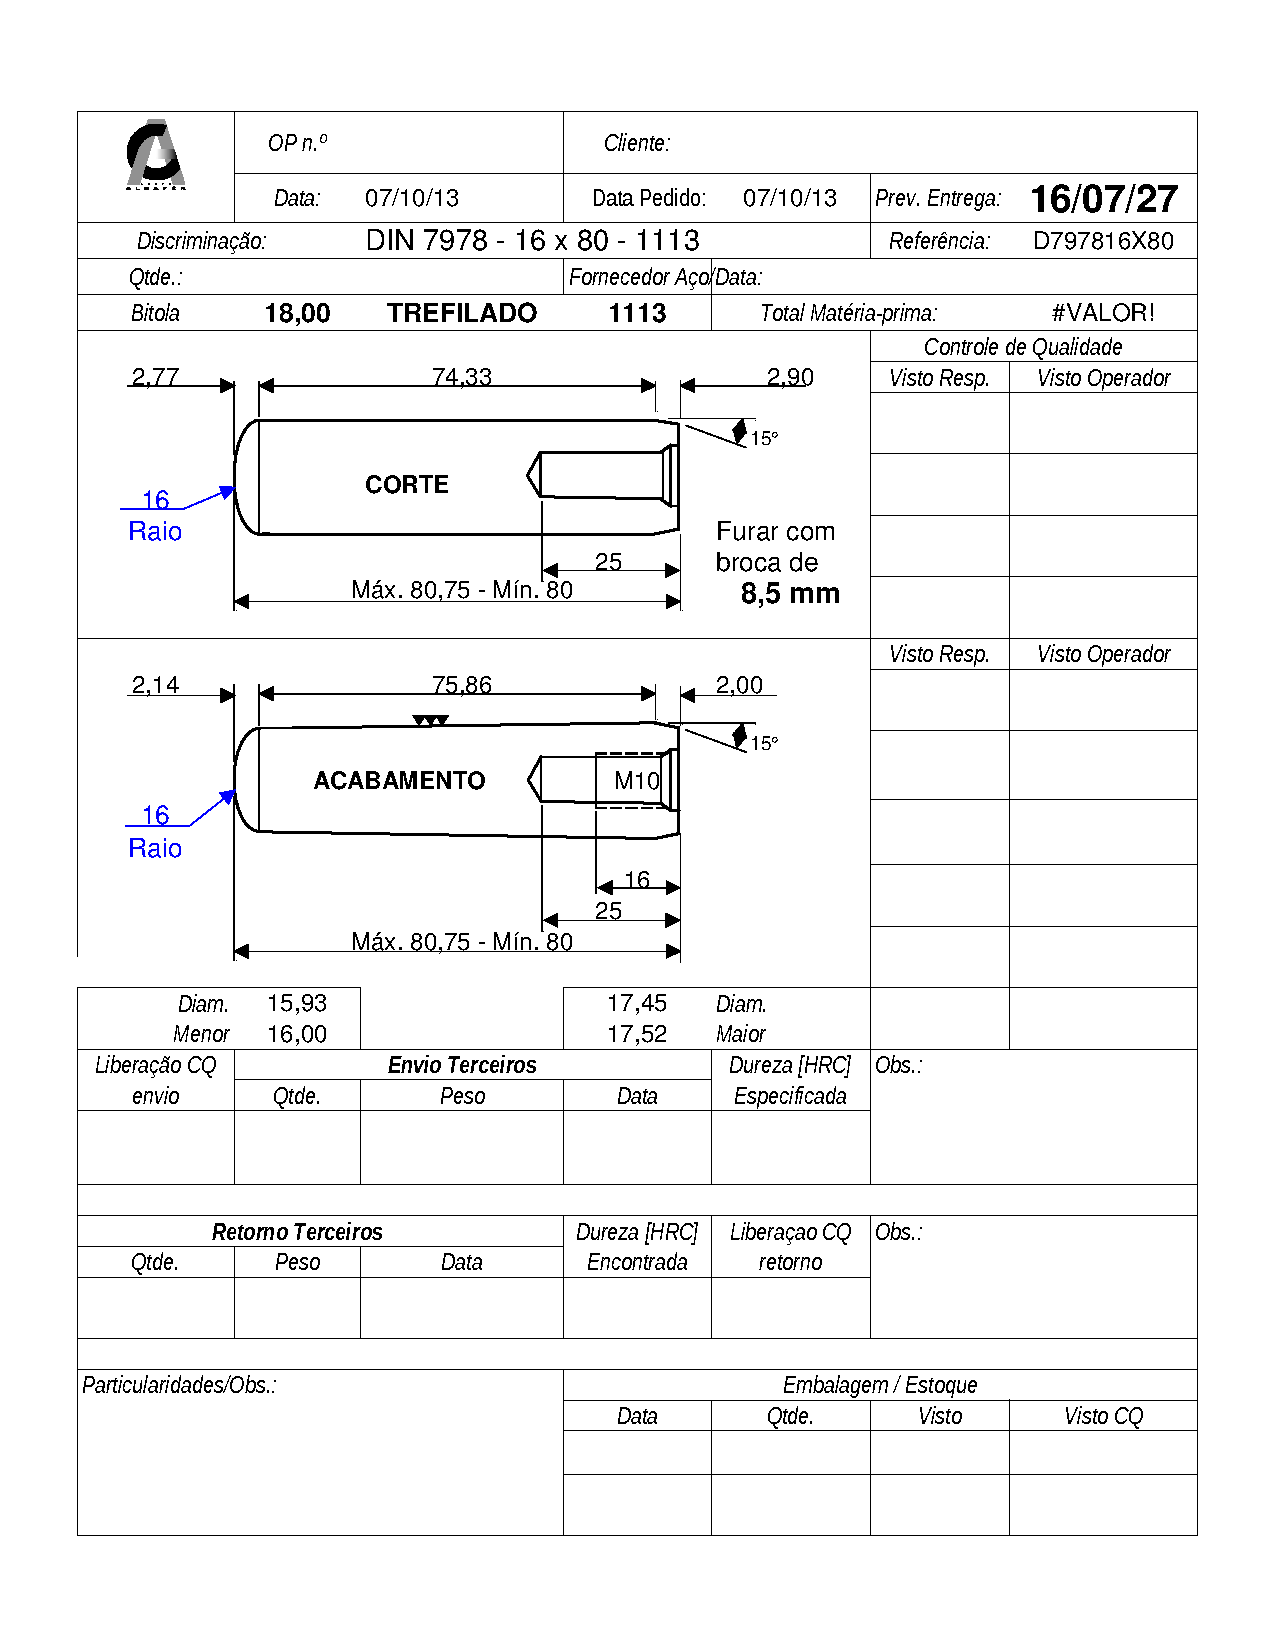 OP n.º Cliente:
ALMAFER
Data: 07/10/13 Data Pedido: 07/10/13 Prev. Entrega: 16/07/27
Discriminação: DIN 7978 - 16 x 80 - 1113 Referência: D797816X80
Qtde.: Fornecedor Aço/Data:
Bitola 18,00 TREFILADO 1113 Total Matéria-prima: #VALOR!
Controle de Qualidade
2,77 74,33 2,90 Visto Resp. Visto Operador
15°
CORTE
16
Raio Furar com
25 broca de
Máx. 80,75 - Mín. 80 8,5 mm
Visto Resp. Visto Operador
2,14 75,86 2,00
15°
ACABAMENTO M10
16
Raio
16
25
Máx. 80,75 - Mín. 80
Diam. 15,93 17,45 Diam.
Menor 16,00 17,52 Maior
Liberação CQ Envio Terceiros Dureza [HRC] Obs.:
envio Qtde. Peso Data Especificada
Retorno Terceiros Dureza [HRC] Liberaçao CQ Obs.:
Qtde. Peso Data Encontrada retorno
Particularidades/Obs.: Embalagem / Estoque
Data Qtde. Visto Visto CQ